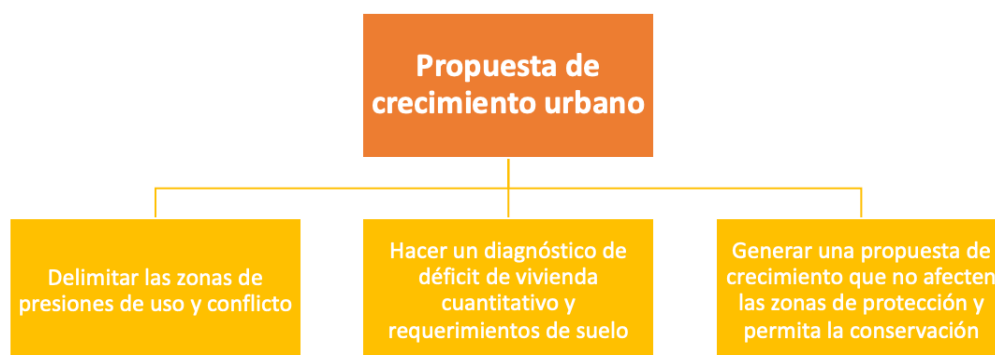 Propuesta de
crecimiento urbano
Delimitar las zonas de
presiones de uso y conflicto
Hacer un diagnóstico de
déficit de vivienda
cuantitativo y
requerimientos de suelo
Generar una propuesta de
crecimiento que no afecten
las zonas de protección y
permita la conservación